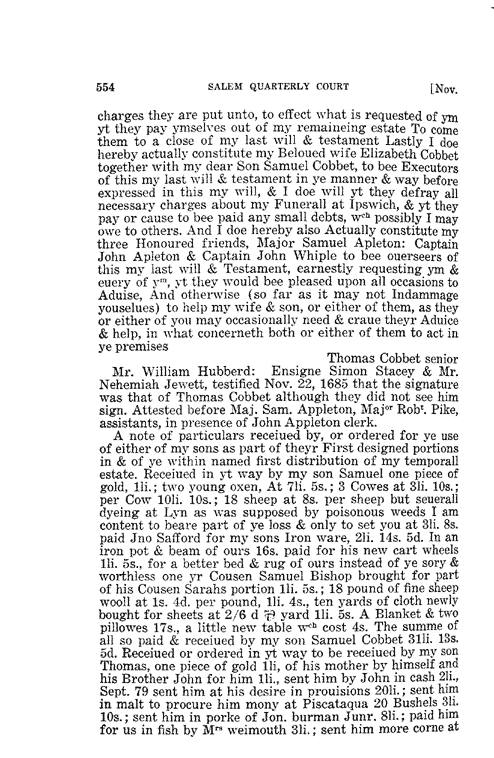 554 SALEM QUARTERLY COURT [Nov.
charges they are put unto, to effect what is requested of ym
yt they pay ymselves out of my remaineing estate To come
them to a close of my last will & testament Lastly I doe
hereby actually constitute my Beloued wife Elizabeth Cobbet
together with my dear Son Samuel Cobbet, to bee Executors
of this my last will & testament in ye manner & way before
expressed in this my will, & I doe will yt they defray all
necessary charges about my Funerall at Ipswich, & yt they
pay or cause to bee paid any small debts, wch possibly I may
owe to others. And I doe hereby also Actually constitute my
three Honoured friends, Major Samuel Apleton: Captain
John Apleton & Captain John Whiple to bee ouerseers of
this my last will & Testament, earnestly requesting ym &
euery of ym, yt they would bee pleased upon all occasions to
Aduise, And otherwise (so far as it may not Indammage
youselues) to help my wife & son, or either of them, as they
or either of you may occasionally need & craue theyr Aduice
& help, in what concerneth both or either of them to act in
ye premises
Thomas Cobbet senior
Mr. William Hubberd: Ensigne Simon Stacey & Mr.
Nehemiah Jewett, testified Nov. 22, 1685 that the signature
was that of Thomas Cobbet although they did not see him
sign. Attested before Maj. Sam. Appleton, Major Robt. Pike,
assistants, in presence of John Appleton clerk.
A note of particulars receiued by, or ordered for ye use
of either of my sons as part of theyr First designed portions
in & of ye within named first distribution of my temporall
estate. Receiued in yt way by my son Samuel one piece of
gold, 1li.; two young oxen, At 7li. 5s.; 3 Cowes at 3li. 10s.;
per Cow 10li. 10s.; 18 sheep at 8s. per sheep but seuerall
dyeing at Lyn as was supposed by poisonous weeds I am
content to beare part of ye loss & only to set you at 3li. 8s.
paid Jno Safford for my sons Iron ware, 2li. 14s. 5d. In an
iron pot & beam of ours 16s. paid for his new cart wheels
1li. 5s., for a better bed & rug of ours instead of ye sory &
worthless one yr Cousen Samuel Bishop brought for part
of his Cousen Sarahs portion 1li. 5s.; 18 pound of fine sheep
wooll at 1s. 4d. per pound, 1li. 4s., ten yards of cloth newly
bought for sheets at 2/6 d ꝑ yard 1li. 5s. A Blanket & two
pillowes 17s., a little new table wch cost 4s. The summe of
all so paid & receiued by my son Samuel Cobbet 31li. 13s.
5d. Receiued or ordered in yt way to be receiued by my son
Thomas, one piece of gold 1li, of his mother by himself and
his Brother John for him 1li., sent him by John in cash 2li.,
Sept. 79 sent him at his desire in prouisions 20li.; sent him
in malt to procure him mony at Piscataqua 20 Bushels 3li.
10s.; sent him in porke of Jon. burman Junr. 8li.; paid him
for us in fish by Mrs weimouth 3li.; sent him more corne at